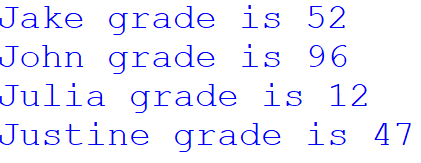 Jake grade is 52
John grade is 96
Julia grade is 12
Justine grade is 47